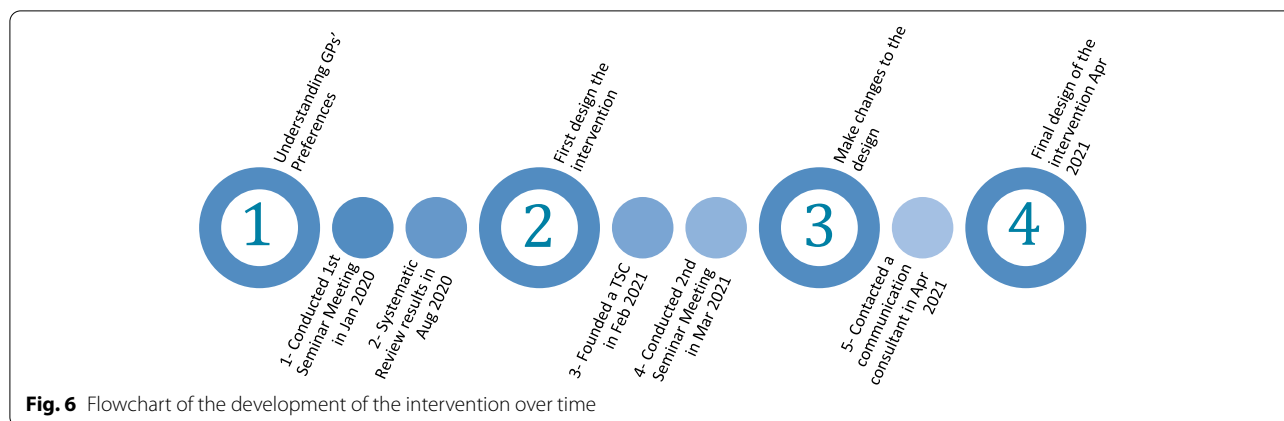 Understanding GPs'
Preferences
First design the
intervention
Make changes to the
design
Final design of the
intervention Apr
2021
1
2
3
4
1- Conducted 1st
Seminar Meeting
in Jan 2020
2- Systematic
Review results in
Aug 2020
3- Founded a TSC
in Feb 2021
4- Conducted 2nd
Seminar Meeting
in Mar 2021
5- Contacted a
communication
consultant in Apr
2021
Fig. 6 Flowchart of the development of the intervention over time